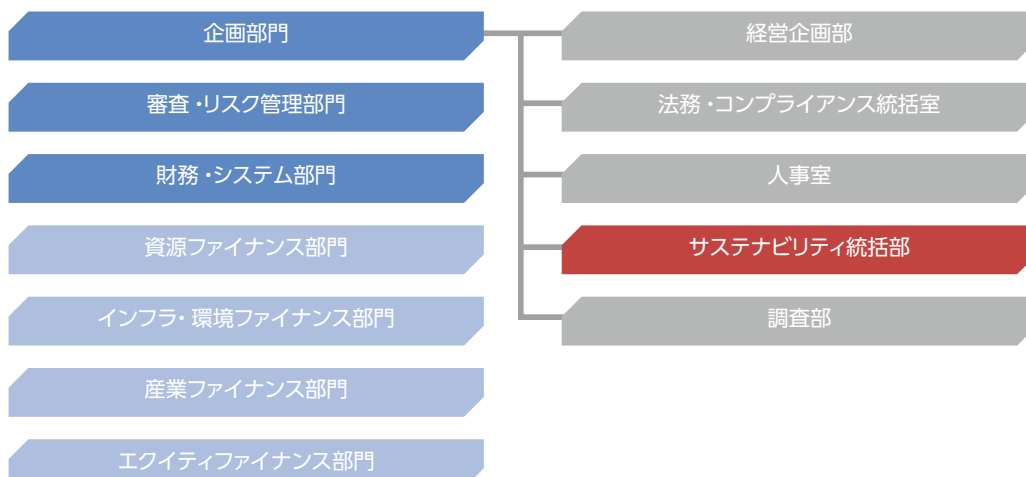 企画部門
審査・リスク管理部門
財務・システム部門
資源ファイナンス部門
インフラ・環境ファイナンス部門
産業ファイナンス部門
エクイティファイナンス部門
経営企画部
法務・コンプライアンス統括室
人事室
サステナビリティ統括部
調査部